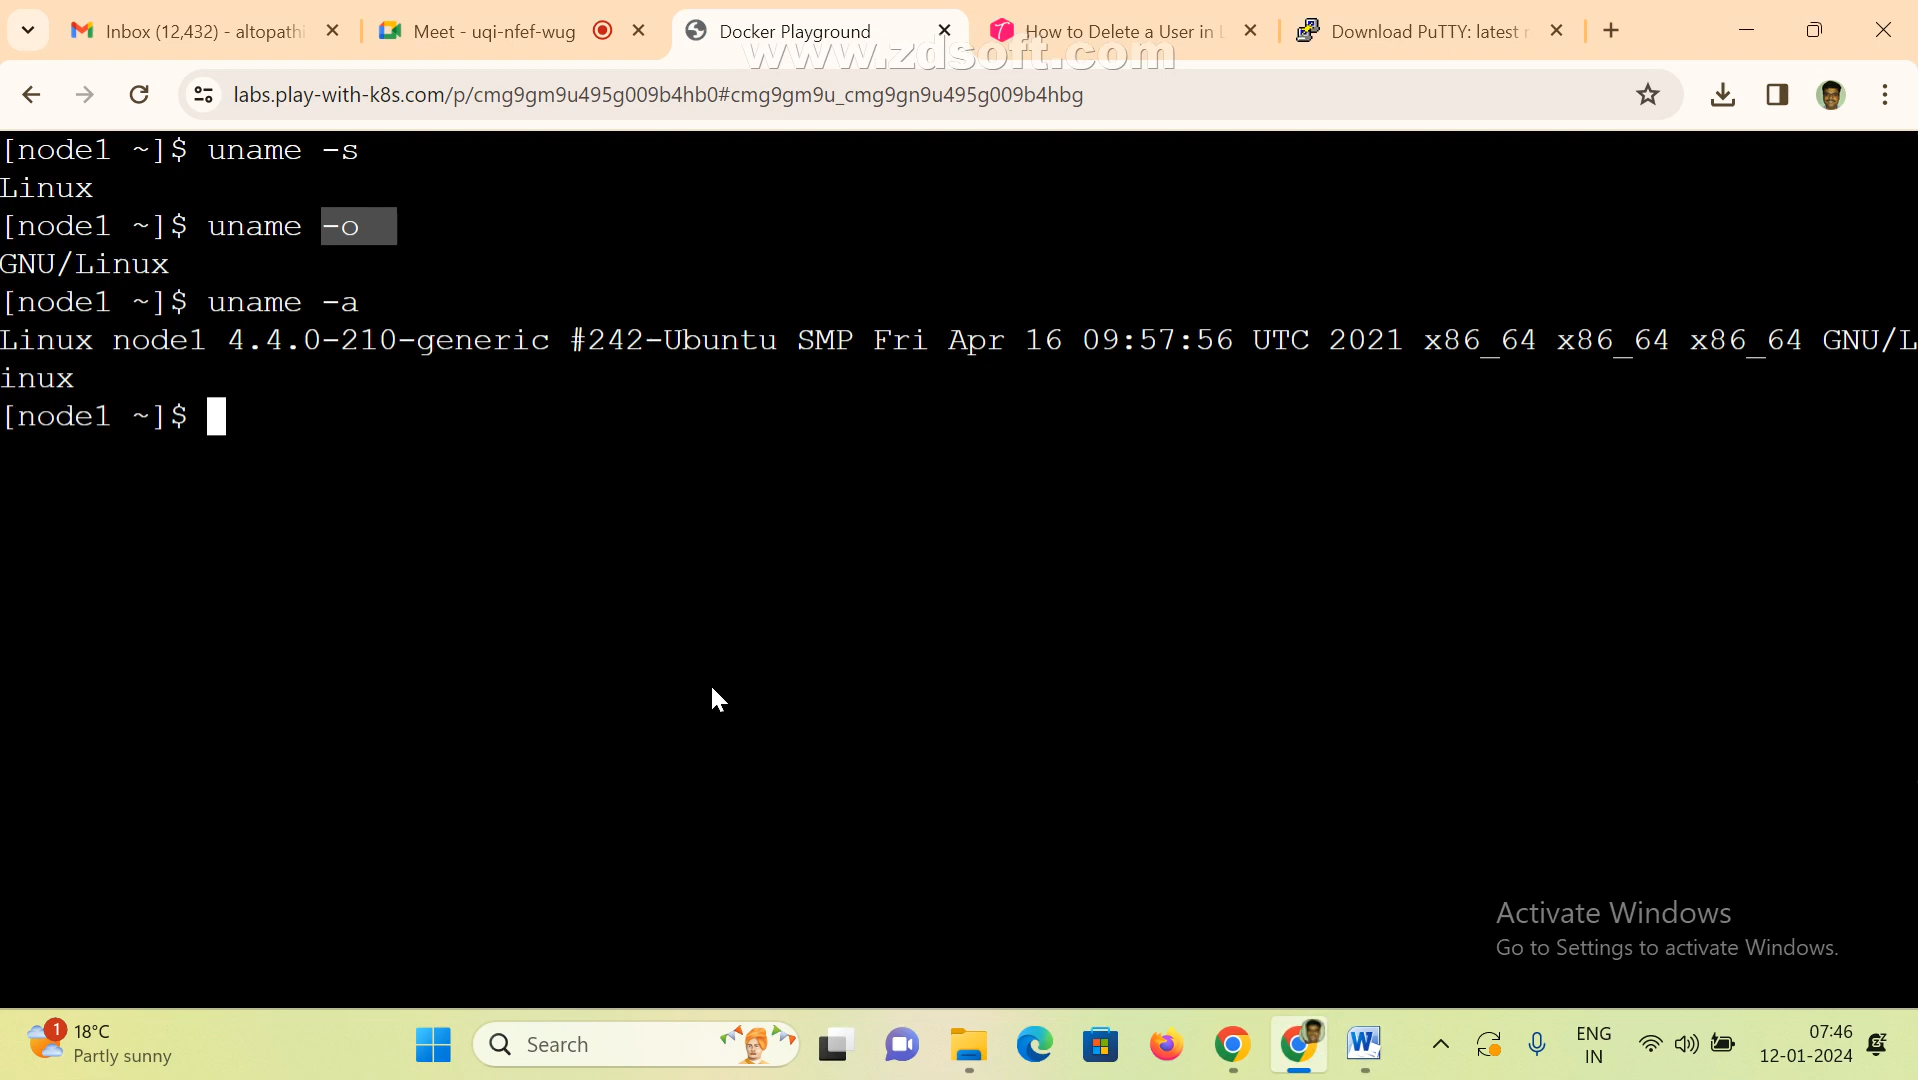 Inbox (12,432) - altopathi
Meet - uqi-nfef-wug
Docker Playground
How to Delete a User in L
Download PuTTY: latest r
www.zdsoft.com
labs.play-with-k8s.com/p/cmg9gm9u495g009b4hb0#cmg9gm9u_cmg9gn9u495g009b4hbg
[node1 ~]$ uname -s
Linux
[node1 ~]$ uname -o
GNU/Linux
[node1 ~]$ uname -a
Linux node1 4.4.0-210-generic #242-Ubuntu SMP Fri Apr 16 09:57:56 UTC 2021 x86_64 x86_64 x86_64 GNU/L
inux
[node1 ~]$
Activate Windows
Go to Settings to activate Windows.
1
18°C
Partly sunny
Search
ENG
IN
07:46
12-01-2024